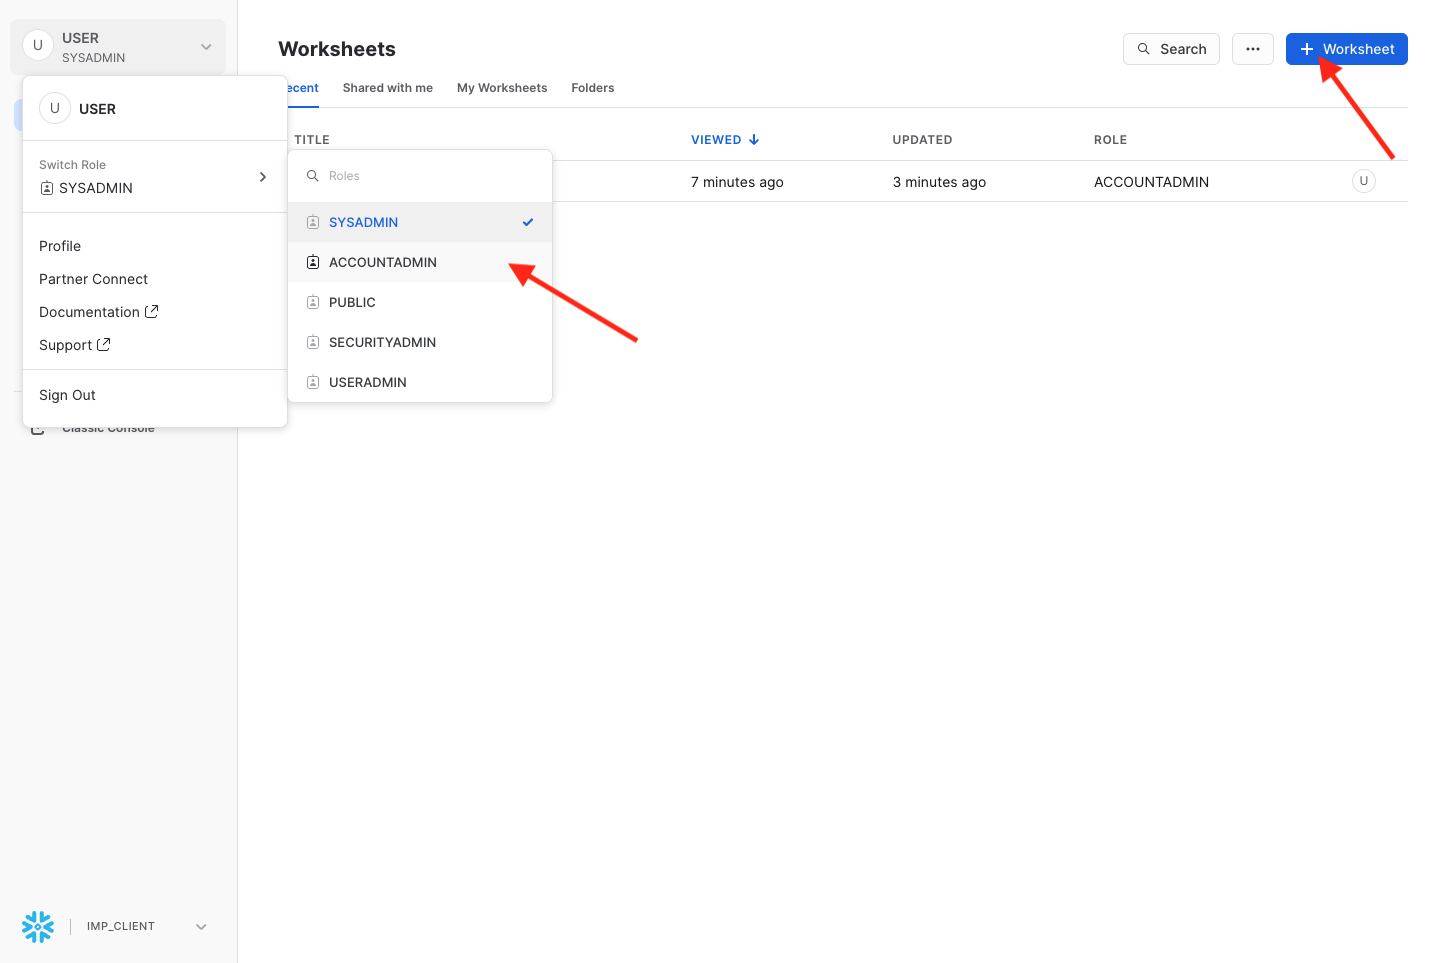 U
USER
SYSADMIN
U
USER
Switch Role
SYSADMIN
Profile
Partner Connect
Documentation
Support
Sign Out
Classic Console
IMP_CLIENT
Worksheets
Search
Worksheet
Shared with me
My Worksheets
Folders
TITLE
VIEWED
UPDATED
ROLE
7 minutes ago
3 minutes ago
ACCOUNTADMIN
U
Roles
SYSADMIN
ACCOUNTADMIN
PUBLIC
SECURITYADMIN
USERADMIN